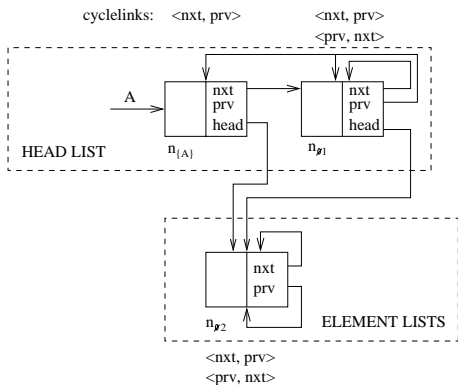 cyclelinks: <nxt, prv> <nxt, prv>
<prv, nxt>
A
nxt
prv
head
nxt
prv
head
HEAD LIST
n{A}
n∅1
nxt
prv
n∅2
ELEMENT LISTS
<nxt, prv>
<prv, nxt>